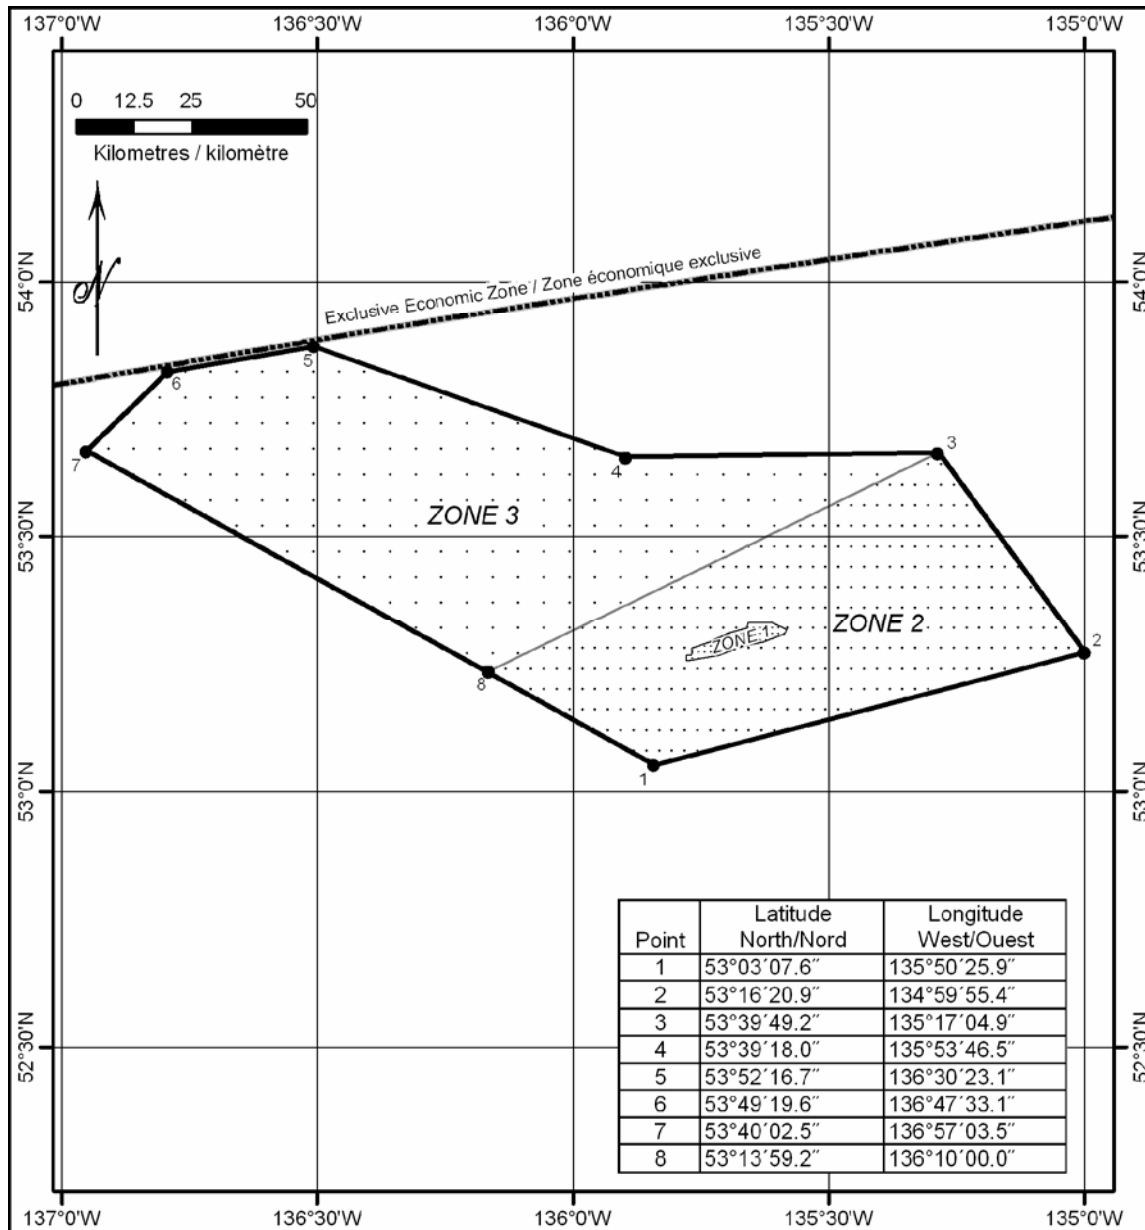 137°0'W 136°30'W 136°0'W 135°30'W 135°0'W
0 12.5 25 50
Kilometres / kilomètre
N
54°0'N 54°0'N
Exclusive Economic Zone / Zone économique exclusive
5
6
3
4
7
ZONE 3
53°30'N 53°30'N
ZONE 2
ZONE 1
2
8
1
53°0'N 53°0'N
Point Latitude North/Nord Longitude West/Ouest
1 53°03´07.6˝ 135°50´25.9˝
2 53°16´20.9˝ 134°59´55.4˝
3 53°39´49.2˝ 135°17´04.9˝
4 53°39´18.0˝ 135°53´46.5˝
5 53°52´16.7˝ 136°30´23.1˝
6 53°49´19.6˝ 136°47´33.1˝
7 53°40´02.5˝ 136°57´03.5˝
8 53°13´59.2˝ 136°10´00.0˝
52°30'N 52°30'N
137°0'W 136°30'W 136°0'W 135°30'W 135°0'W